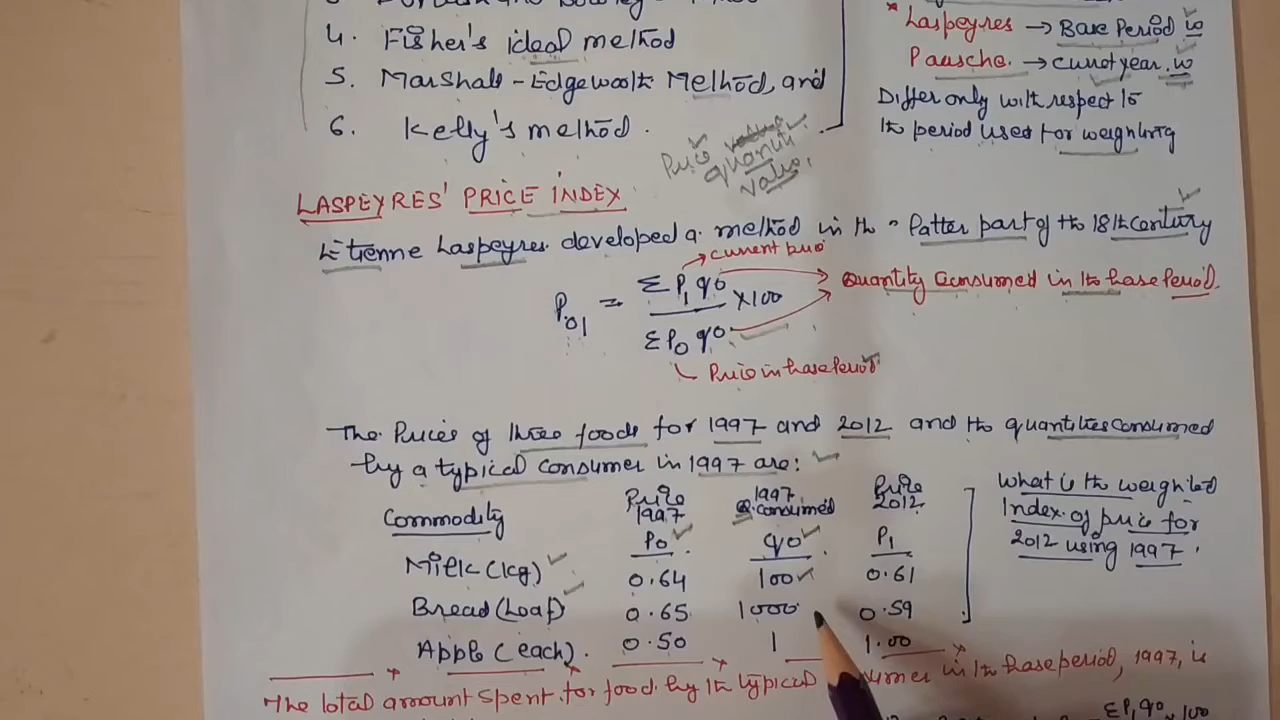 4. Fisher's ideal method
5. Marshall-Edgeworth Method, and
6. Kelly's method.
* Laspeyres → Base Period is
Paasche. → current year. is
Differ only with respect to
the period used for weighting
Price
quantity
Value.
LASPEYRES' PRICE INDEX
Etienne Laspeyres developed a method in the latter part of the 18th Century
→ current price
P₀₁ = Σ P₁ q₀ / Σ P₀ q₀ × 100
Quantity Consumed in the base Period.
Price in base Period
The Prices of three foods for 1997 and 2012 and the quantities consumed
by a typical consumer in 1997 are:
Commodity Price 1997 1997 Q. consumed Price 2012
P₀ q₀ P₁
Milk (kg) 0.64 100 0.61
Bread (Loaf) 0.65 1000 0.59
Apple (each). 0.50 1 1.00
What is the weighted
Index of price for
2012 using 1997.
The total amount spent for food by the typical consumer in the base period, 1997, is
ΣP₁q₀ × 100